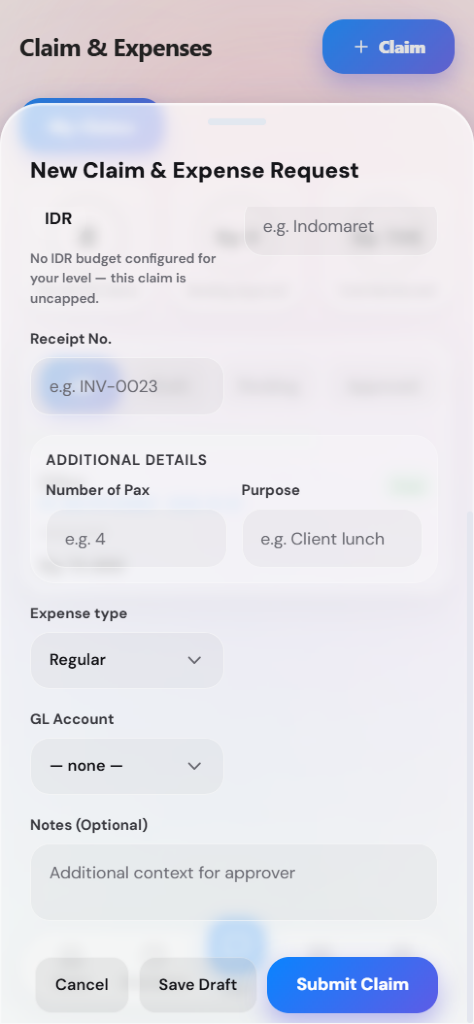 Claim & Expenses
+ Claim
New Claim & Expense Request
IDR
e.g. Indomaret
No IDR budget configured for
your level — this claim is
uncapped.
Receipt No.
e.g. INV-0023
ADDITIONAL DETAILS
Number of Pax
Purpose
e.g. 4
e.g. Client lunch
Expense type
Regular
GL Account
— none —
Notes (Optional)
Additional context for approver
Cancel
Save Draft
Submit Claim